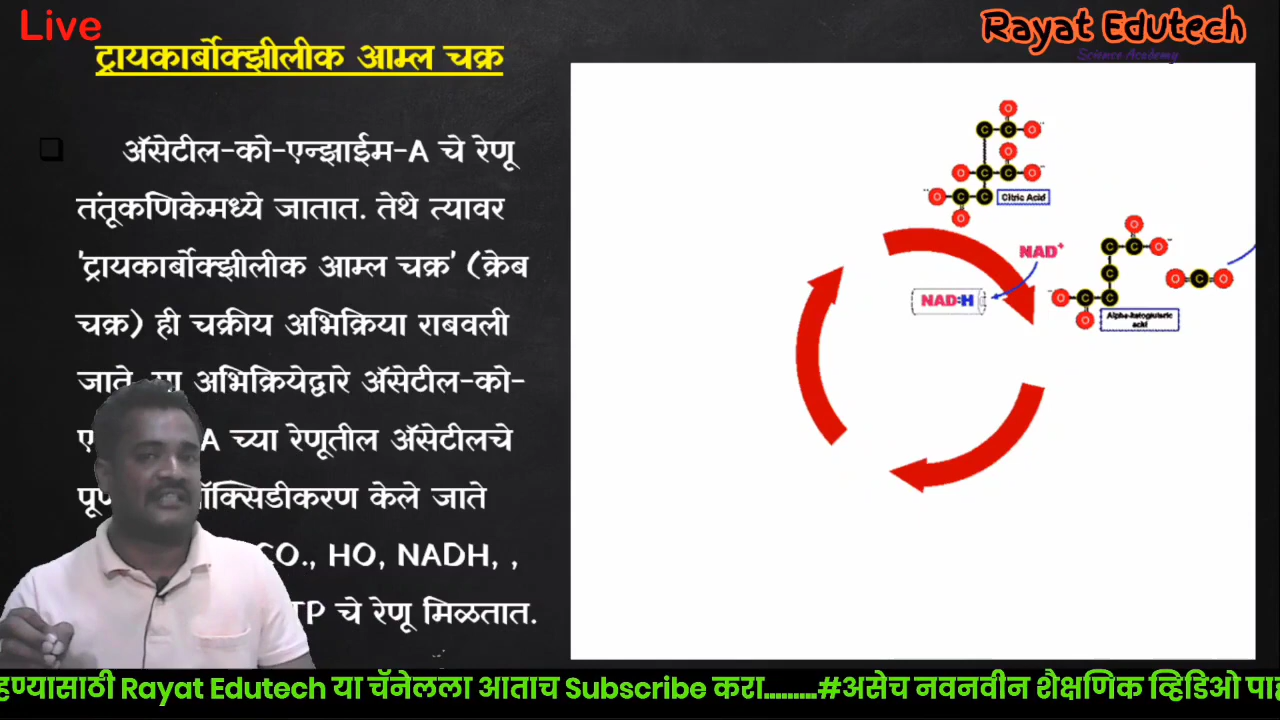 Live
Rayat Edutech
Science Academy
ट्रायकार्बोक्झीलीक आम्ल चक्र
ॲसेटील-को-एन्झाईम-A चे रेणू
तंतूकणिकेमध्ये जातात. तेथे त्यावर
'ट्रायकार्बोक्झीलीक आम्ल चक्र' (क्रेब
चक्र) ही चक्रीय अभिक्रिया राबवली
जाते. या अभिक्रियेद्वारे ॲसेटील-को-
A च्या रेणूतील ॲसेटीलचे
केले जाते
CO., HO, NADH, ,
TP चे रेणू मिळतात.
O
C C O
O
O C C O
O C C
O
Citric Acid
NAD+
NAD:H
O
C C O
C
O C C
O
O C O
Alpha-ketoglutaric
acid
हण्यासाठी Rayat Edutech या चॅनेलला आताच Subscribe करा.........#असेच नवनवीन शैक्षणिक व्हिडिओ पाह